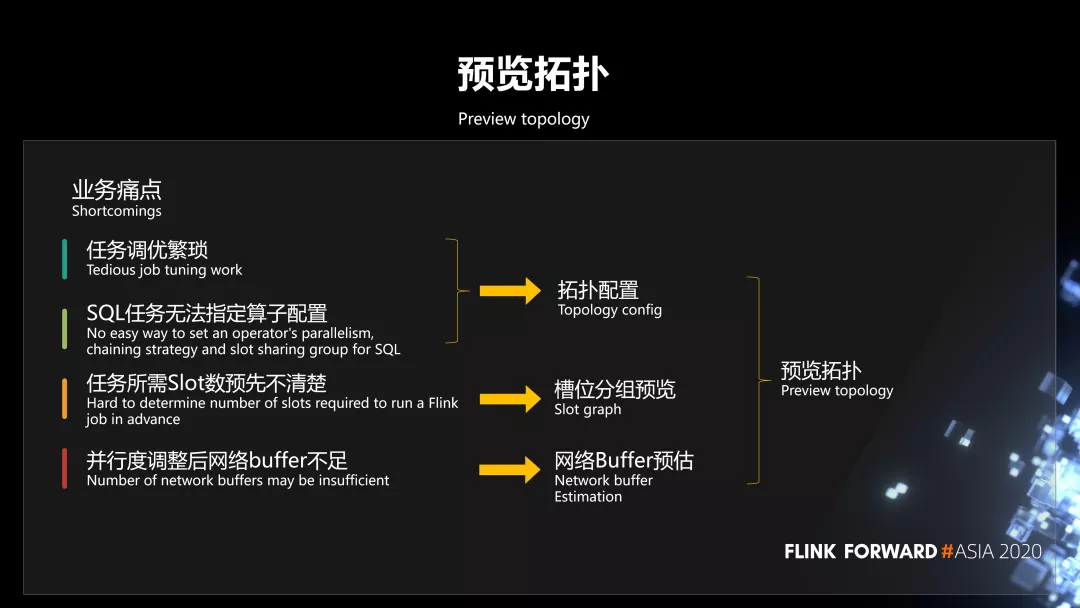 预览拓扑
Preview topology
业务痛点
Shortcomings
任务调优繁琐
Tedious job tuning work
SQL任务无法指定算子配置
No easy way to set an operator's parallelism,
chaining strategy and slot sharing group for SQL
任务所需Slot数预先不清楚
Hard to determine number of slots required to run a Flink
job in advance
并行度调整后网络buffer不足
Number of network buffers may be insufficient
拓扑配置
Topology config
槽位分组预览
Slot graph
网络Buffer预估
Network buffer
Estimation
预览拓扑
Preview topology
FLINK FORWARD #ASIA 2020